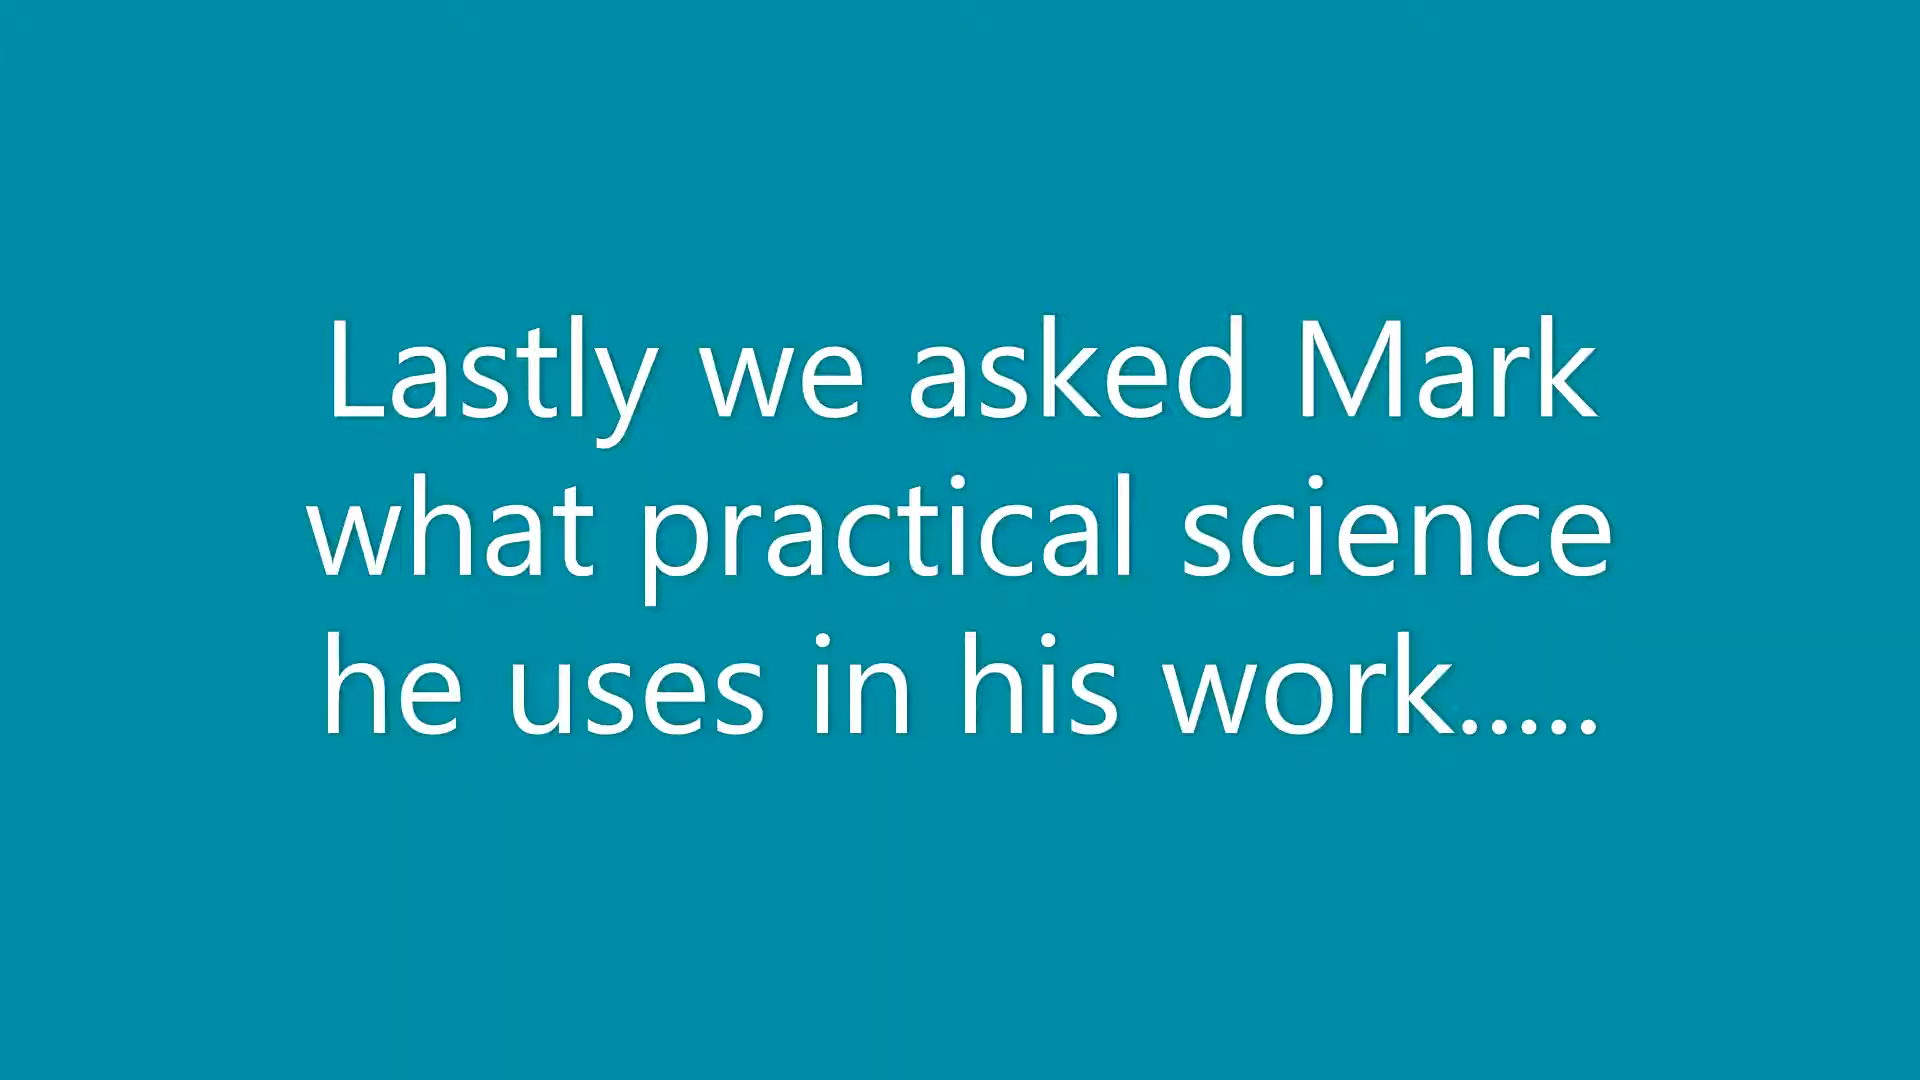 Lastly we asked Mark
what practical science
he uses in his work.....